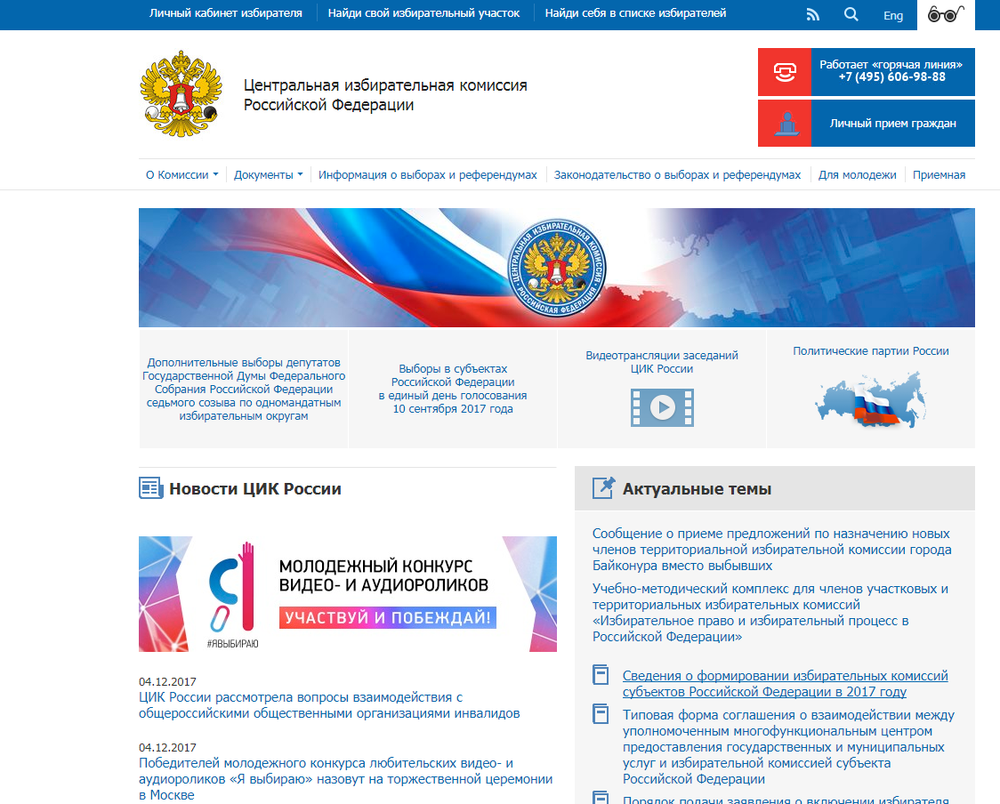 Личный кабинет избирателя
Найди свой избирательный участок
Найди себя в списке избирателей
Eng
Центральная избирательная комиссия
Российской Федерации
Работает «горячая линия»
+7 (495) 606-98-88
Личный прием граждан
О Комиссии
Документы
Информация о выборах и референдумах
Законодательство о выборах и референдумах
Для молодежи
Приемная
ЦЕНТРАЛЬНАЯ ИЗБИРАТЕЛЬНАЯ КОМИССИЯ
РОССИЙСКАЯ ФЕДЕРАЦИЯ
Дополнительные выборы депутатов
Государственной Думы Федерального
Собрания Российской Федерации
седьмого созыва по одномандатным
избирательным округам
Выборы в субъектах
Российской Федерации
в единый день голосования
10 сентября 2017 года
Видеотрансляции заседаний
ЦИК России
Политические партии России
Новости ЦИК России
МОЛОДЕЖНЫЙ КОНКУРС
ВИДЕО- И АУДИОРОЛИКОВ
УЧАСТВУЙ И ПОБЕЖДАЙ!
#ЯВЫБИРАЮ
04.12.2017
ЦИК России рассмотрела вопросы взаимодействия с
общероссийскими общественными организациями инвалидов
04.12.2017
Победителей молодежного конкурса любительских видео- и
аудиороликов «Я выбираю» назовут на торжественной церемонии
в Москве
Актуальные темы
Сообщение о приеме предложений по назначению новых
членов территориальной избирательной комиссии города
Байконура вместо выбывших
Учебно-методический комплекс для членов участковых и
территориальных избирательных комиссий
«Избирательное право и избирательный процесс в
Российской Федерации»
Сведения о формировании избирательных комиссий
субъектов Российской Федерации в 2017 году
Типовая форма соглашения о взаимодействии между
уполномоченным многофункциональным центром
предоставления государственных и муниципальных
услуг и избирательной комиссией субъекта
Российской Федерации
Порядок подачи заявления о включении избирателя